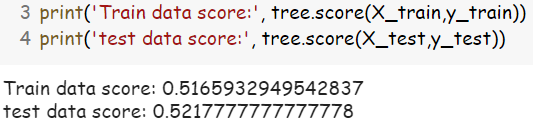 3 print('Train data score:', tree.score(X_train,y_train))
4 print('test data score:', tree.score(X_test,y_test))
Train data score: 0.5165932949542837
test data score: 0.5217777777777778